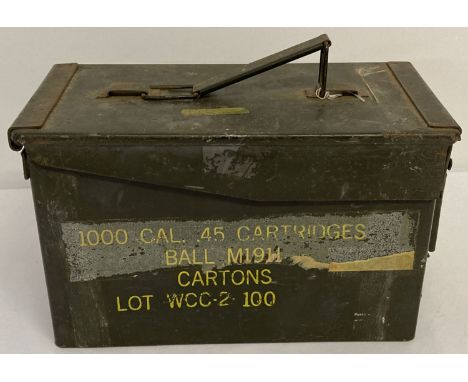 1000 CAL. .45 CARTRIDGES
BALL M1911
CARTONS
LOT WCC-2-100